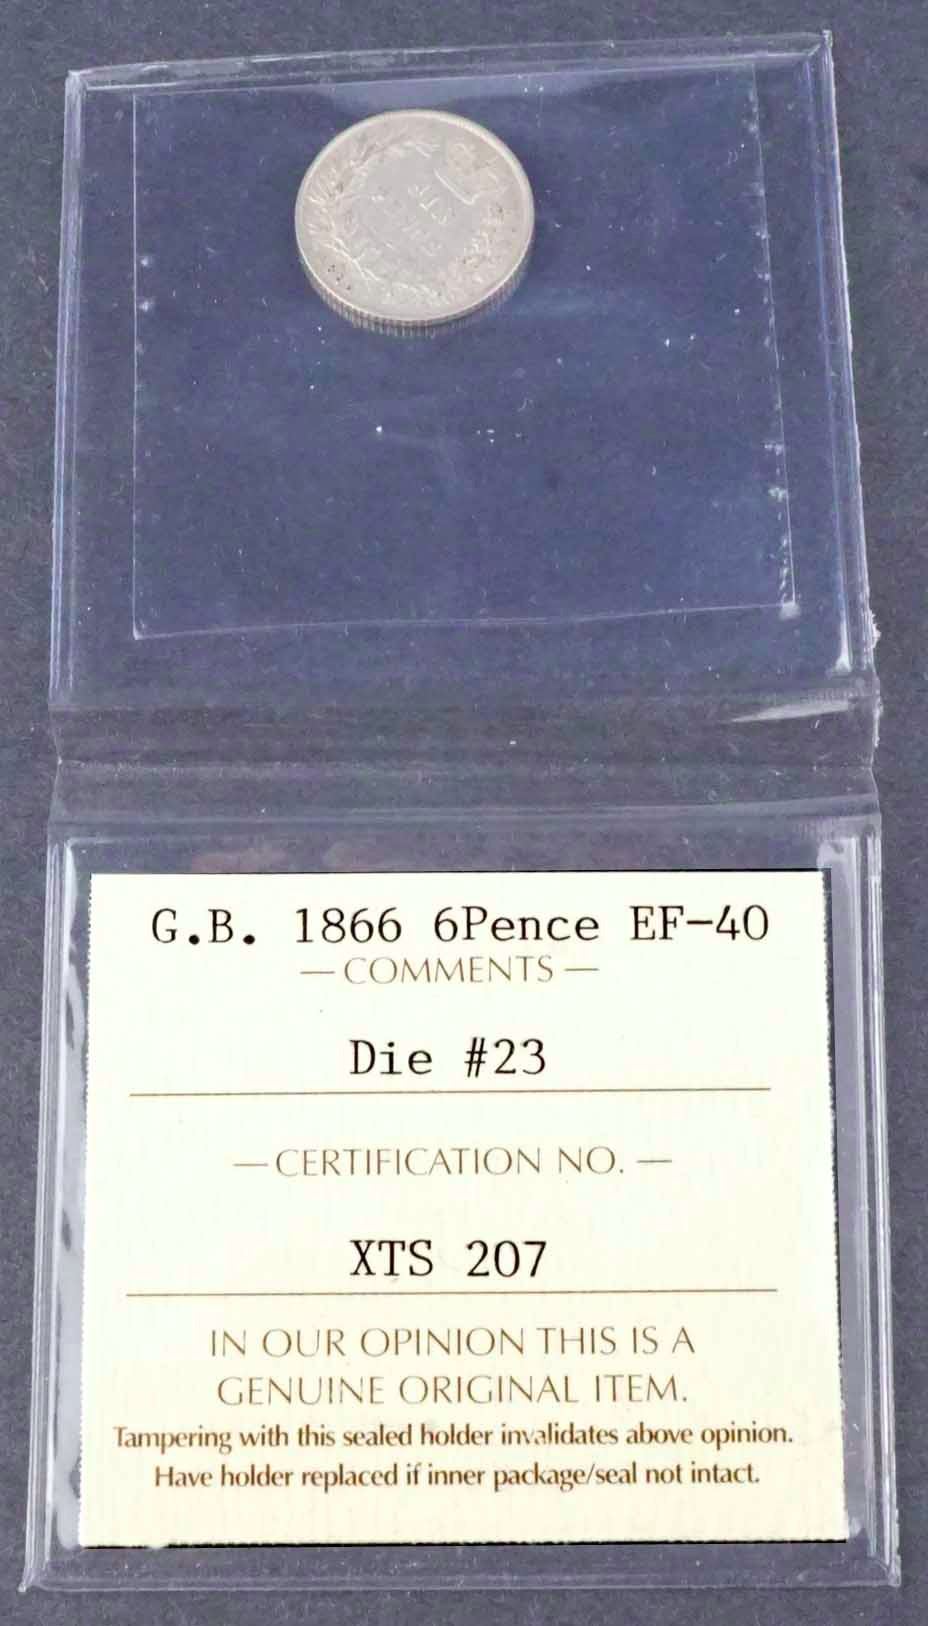 G.B. 1866 6Pence EF-40
— COMMENTS —
Die #23
— CERTIFICATION NO. —
XTS 207
IN OUR OPINION THIS IS A
GENUINE ORIGINAL ITEM.
Tampering with this sealed holder invalidates above opinion.
Have holder replaced if inner package/seal not intact.